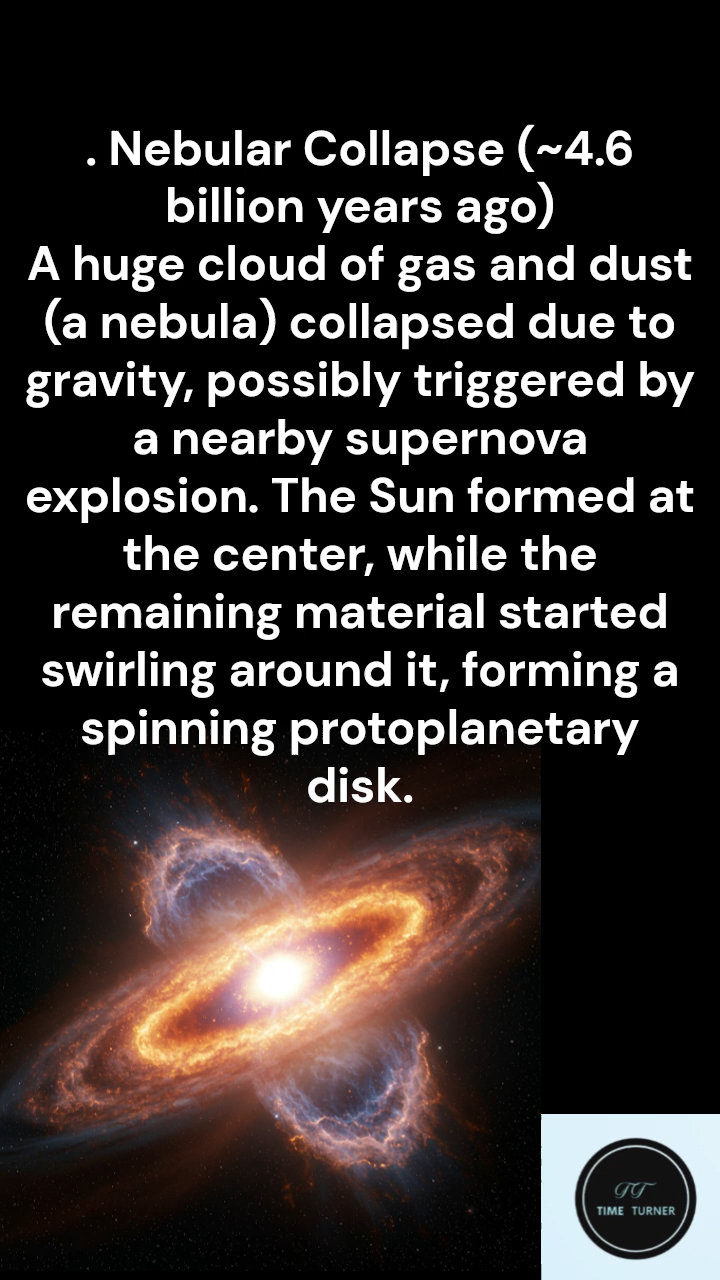 . Nebular Collapse (~4.6
billion years ago)
A huge cloud of gas and dust
(a nebula) collapsed due to
gravity, possibly triggered by
a nearby supernova
explosion. The Sun formed at
the center, while the
remaining material started
swirling around it, forming a
spinning protoplanetary
disk.
TT
TIME TURNER